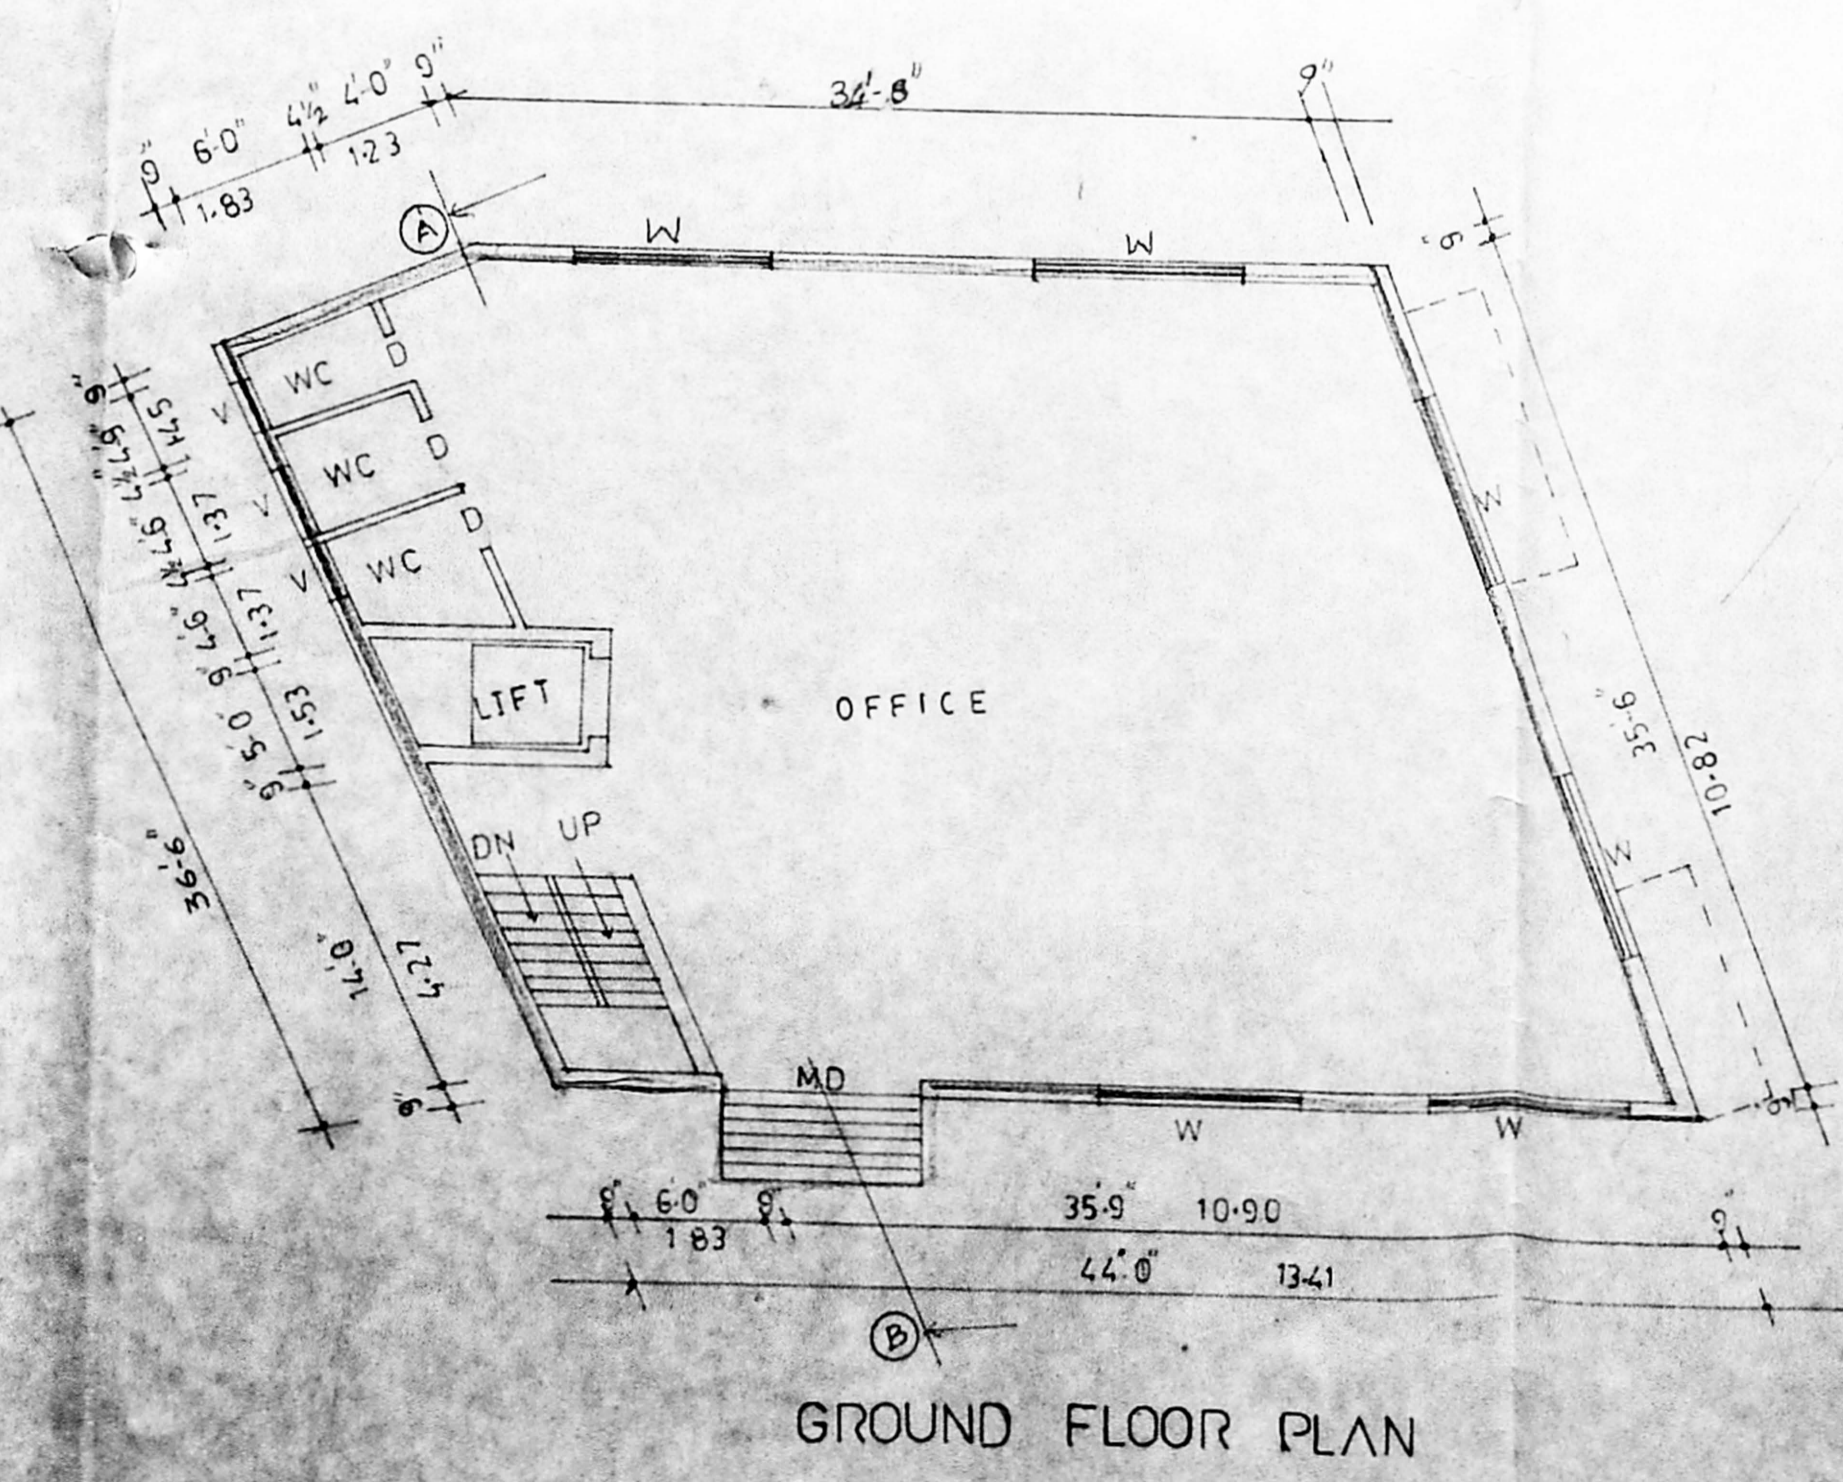 9" 6'-0" 4½" 4'-0" 9"
34'-8"
9"
1.83 1.23
A
W W
9"
WC D
V
9" 4'9" 4½" 4'6" 4½" 4'6" 9" 5'-0" 9"
1.45 1.37 1.37 1.53
WC D
V
WC D
V
W
LIFT
OFFICE
35'-6"
10.82
36'-6"
DN UP
W
14'-0" 4.27
9"
MD
9"
W W
9" 6'-0" 9" 35'-9" 10.90 9"
1.83
44'-0" 13.41
B
GROUND FLOOR PLAN